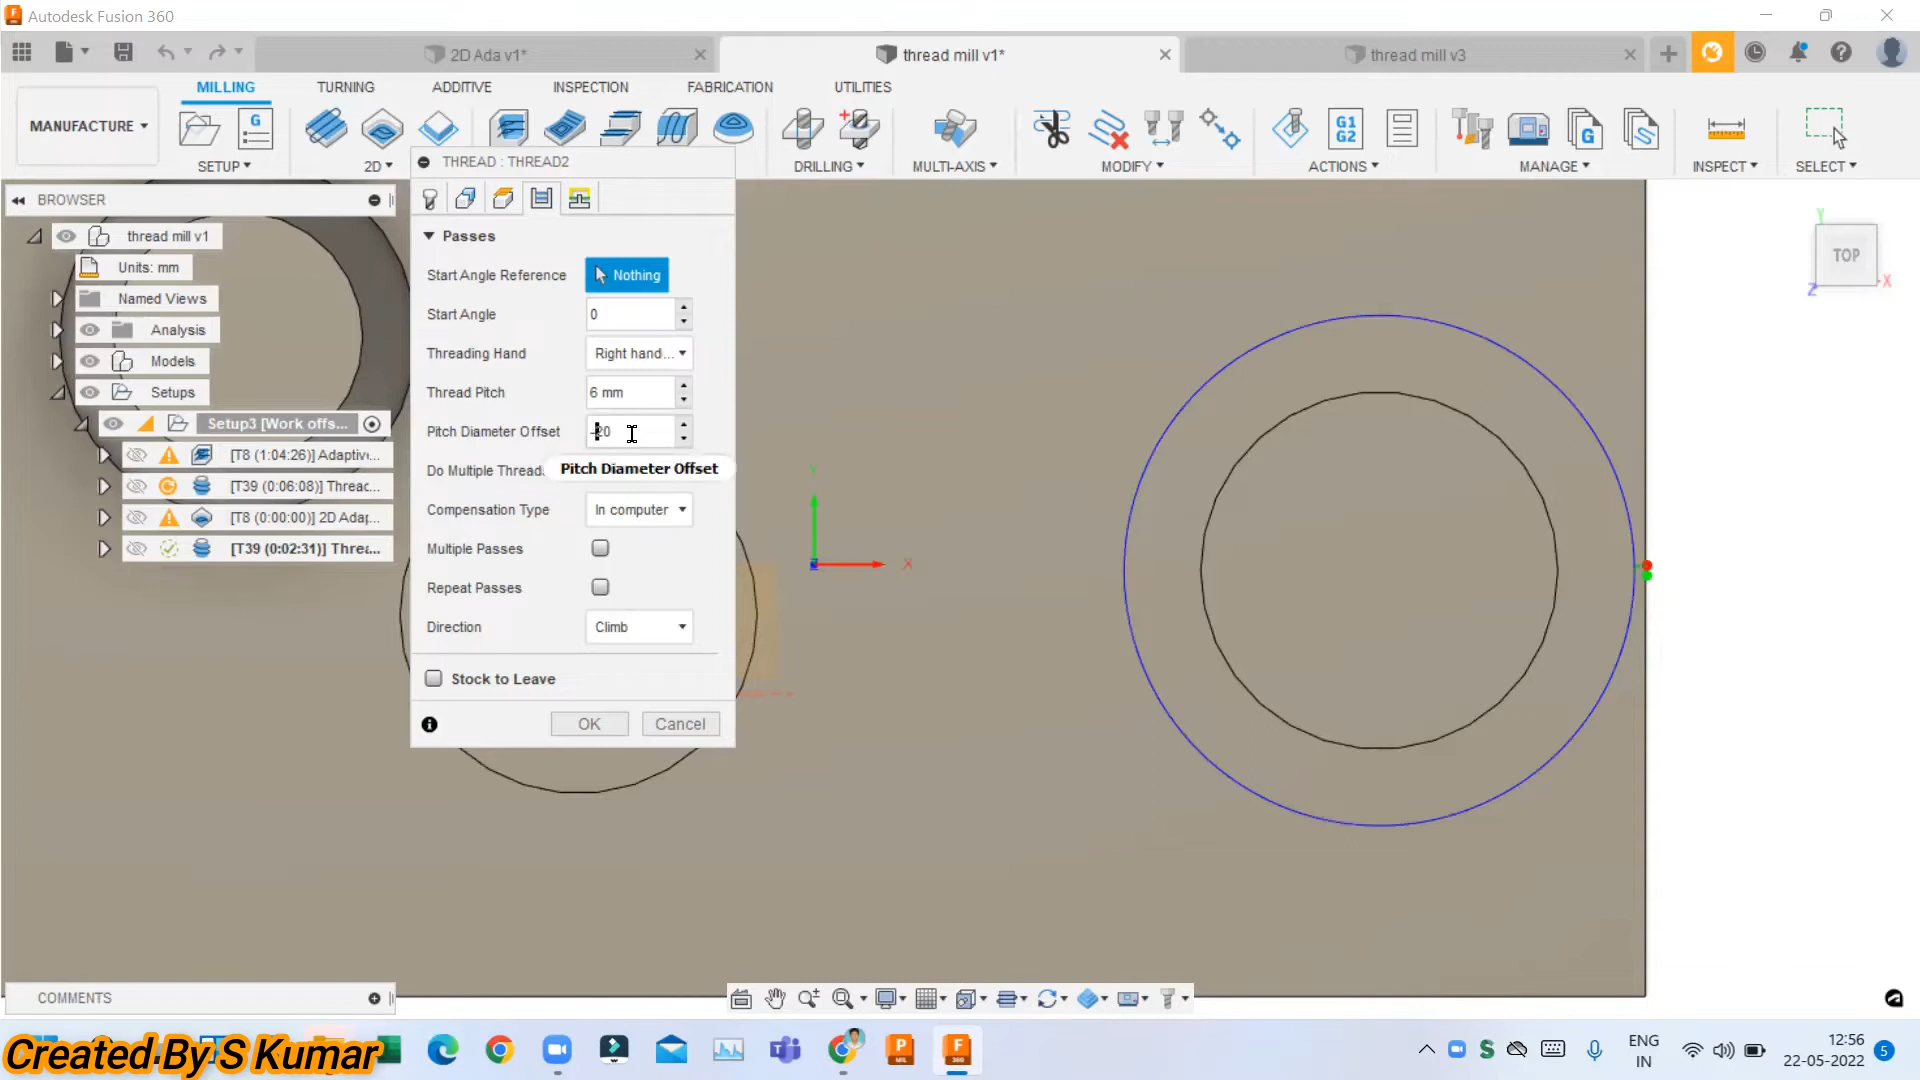 Autodesk Fusion 360
2D Ada v1*
thread mill v1*
thread mill v3
MILLING TURNING ADDITIVE INSPECTION FABRICATION UTILITIES
MANUFACTURE
G
G1
G2
G
SETUP 2D DRILLING MULTI-AXIS MODIFY ACTIONS MANAGE INSPECT SELECT
BROWSER
thread mill v1
Units: mm
Named Views
Analysis
Models
Setups
Setup3 [Work offs...
[T8 (1:04:26)] Adaptiv...
[T39 (0:06:08)] Threac...
[T8 (0:00:00)] 2D Adap...
[T39 (0:02:31)] Threa...
THREAD : THREAD2
Passes
Start Angle Reference Nothing
Start Angle 0
Threading Hand Right hand...
Thread Pitch 6 mm
Pitch Diameter Offset -20
Do Multiple Thread
Pitch Diameter Offset
Compensation Type In computer
Multiple Passes
Repeat Passes
Direction Climb
Stock to Leave
OK Cancel
Y
X
Y
TOP
X
Z
COMMENTS
Created By S Kumar
ENG
IN
12:56
22-05-2022
5